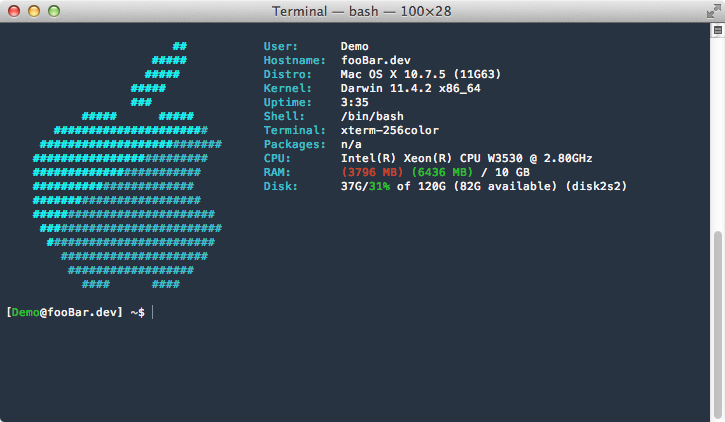 Terminal — bash — 100×28
User: Demo
Hostname: fooBar.dev
Distro: Mac OS X 10.7.5 (11G63)
Kernel: Darwin 11.4.2 x86_64
Uptime: 3:35
Shell: /bin/bash
Terminal: xterm-256color
Packages: n/a
CPU: Intel(R) Xeon(R) CPU W3530 @ 2.80GHz
RAM: (3796 MB) (6436 MB) / 10 GB
Disk: 37G/31% of 120G (82G available) (disk2s2)
[Demo@fooBar.dev] ~$